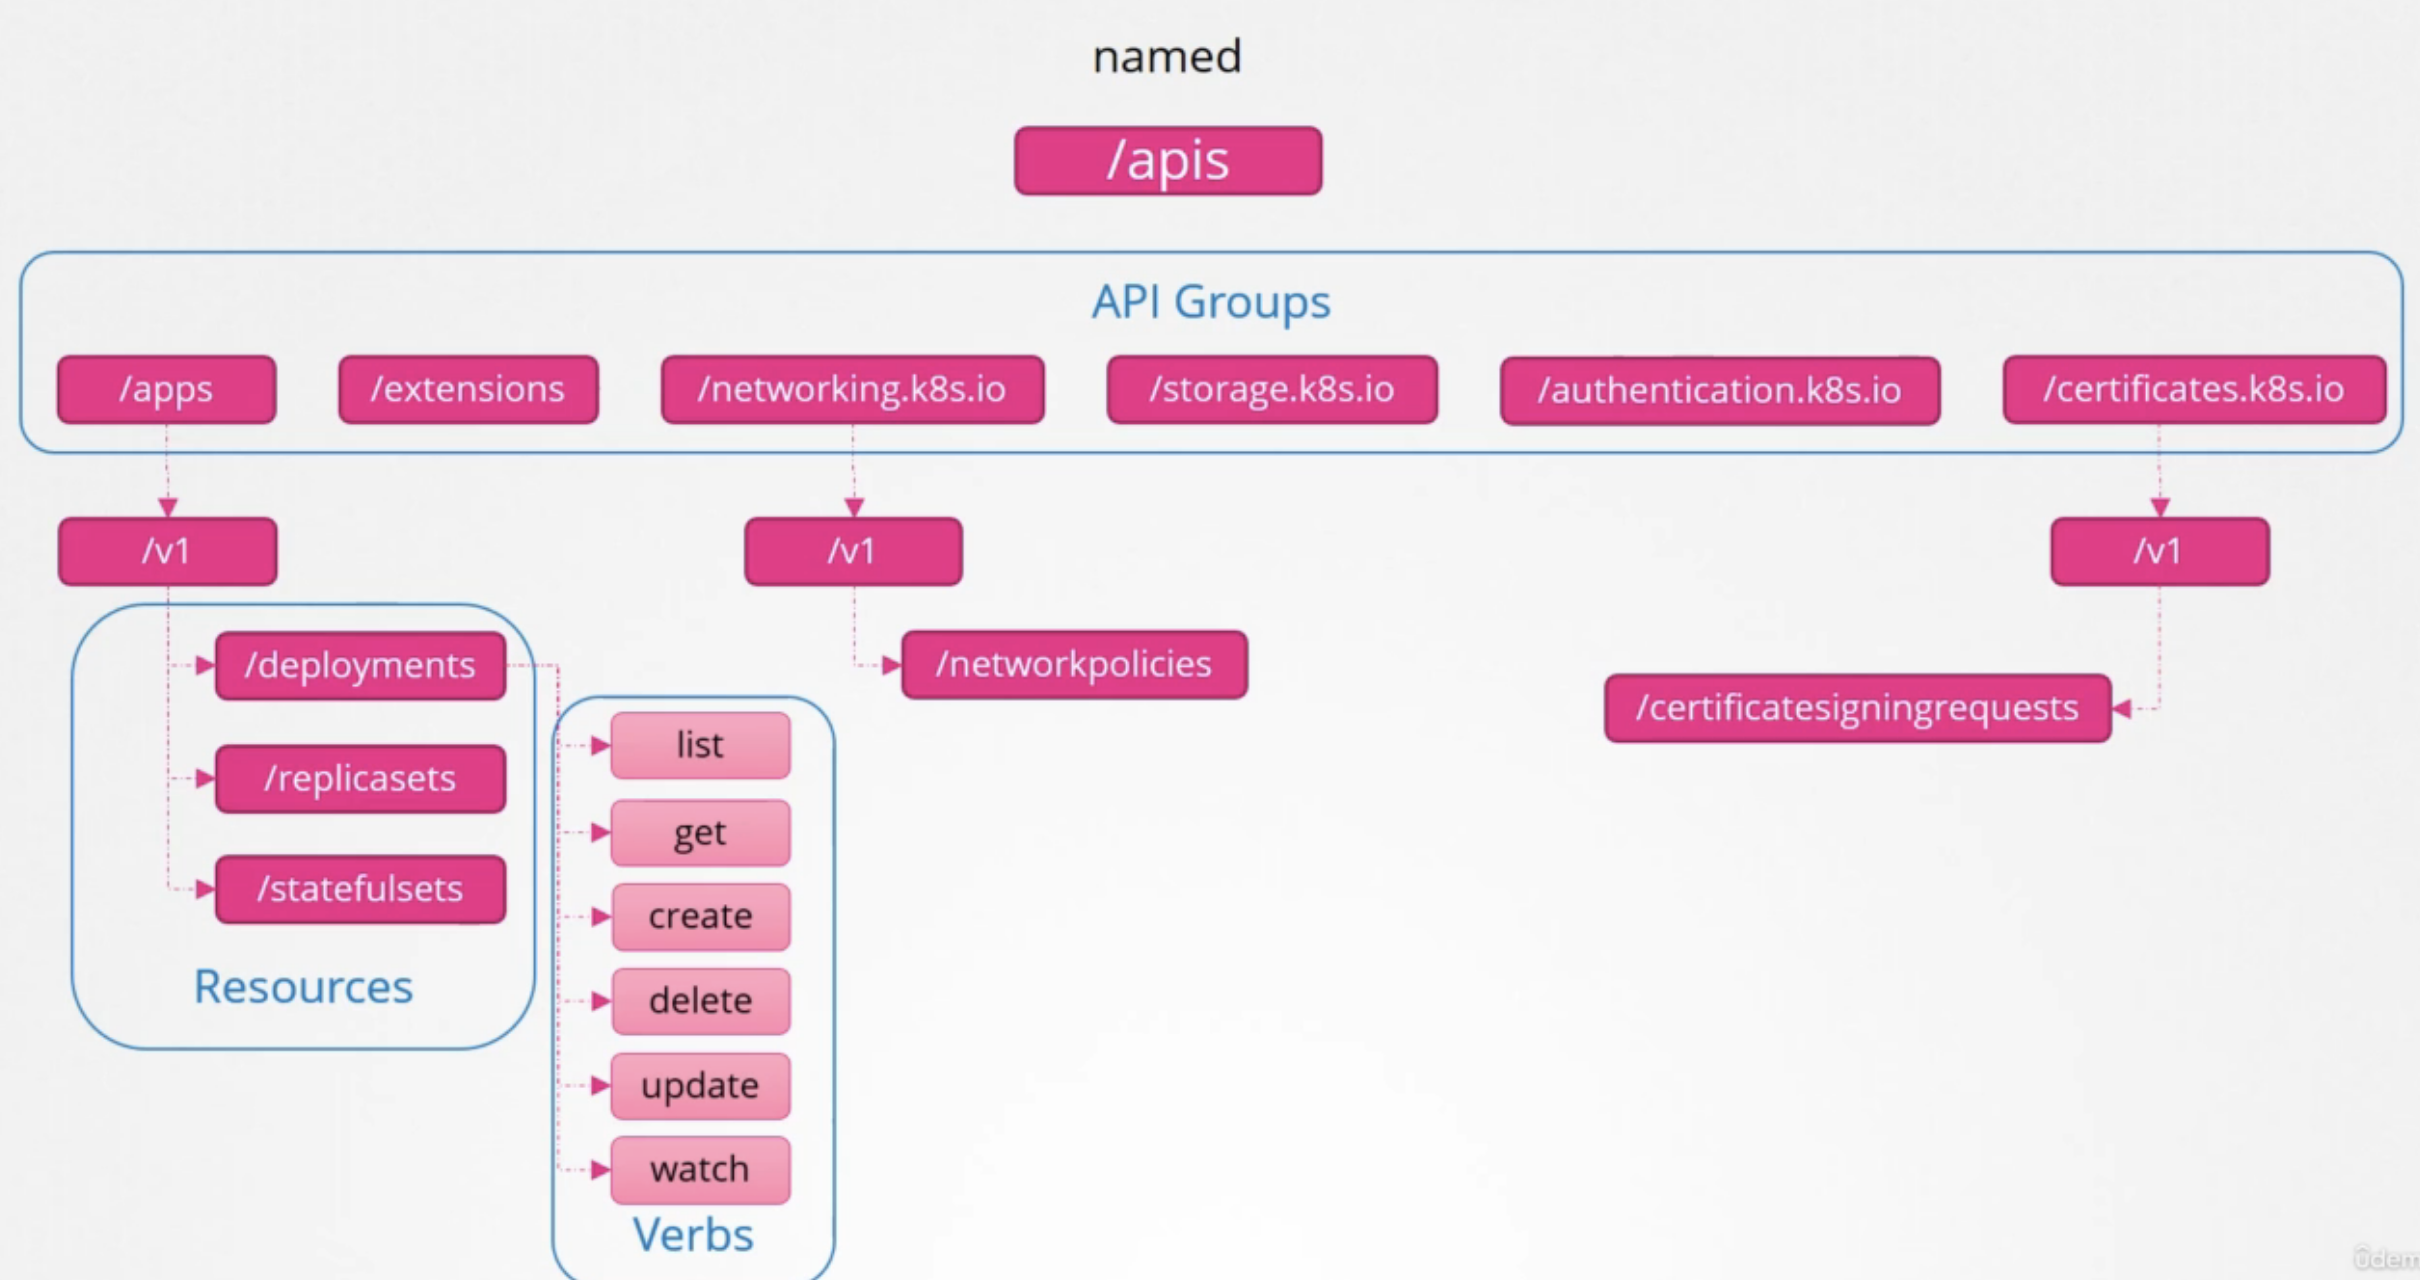 named
/apis
API Groups
/apps
/extensions
/networking.k8s.io
/storage.k8s.io
/authentication.k8s.io
/certificates.k8s.io
/v1
/v1
/v1
/deployments
/replicasets
/statefulsets
Resources
list
get
create
delete
update
watch
Verbs
/networkpolicies
/certificatesigningrequests
ûdem